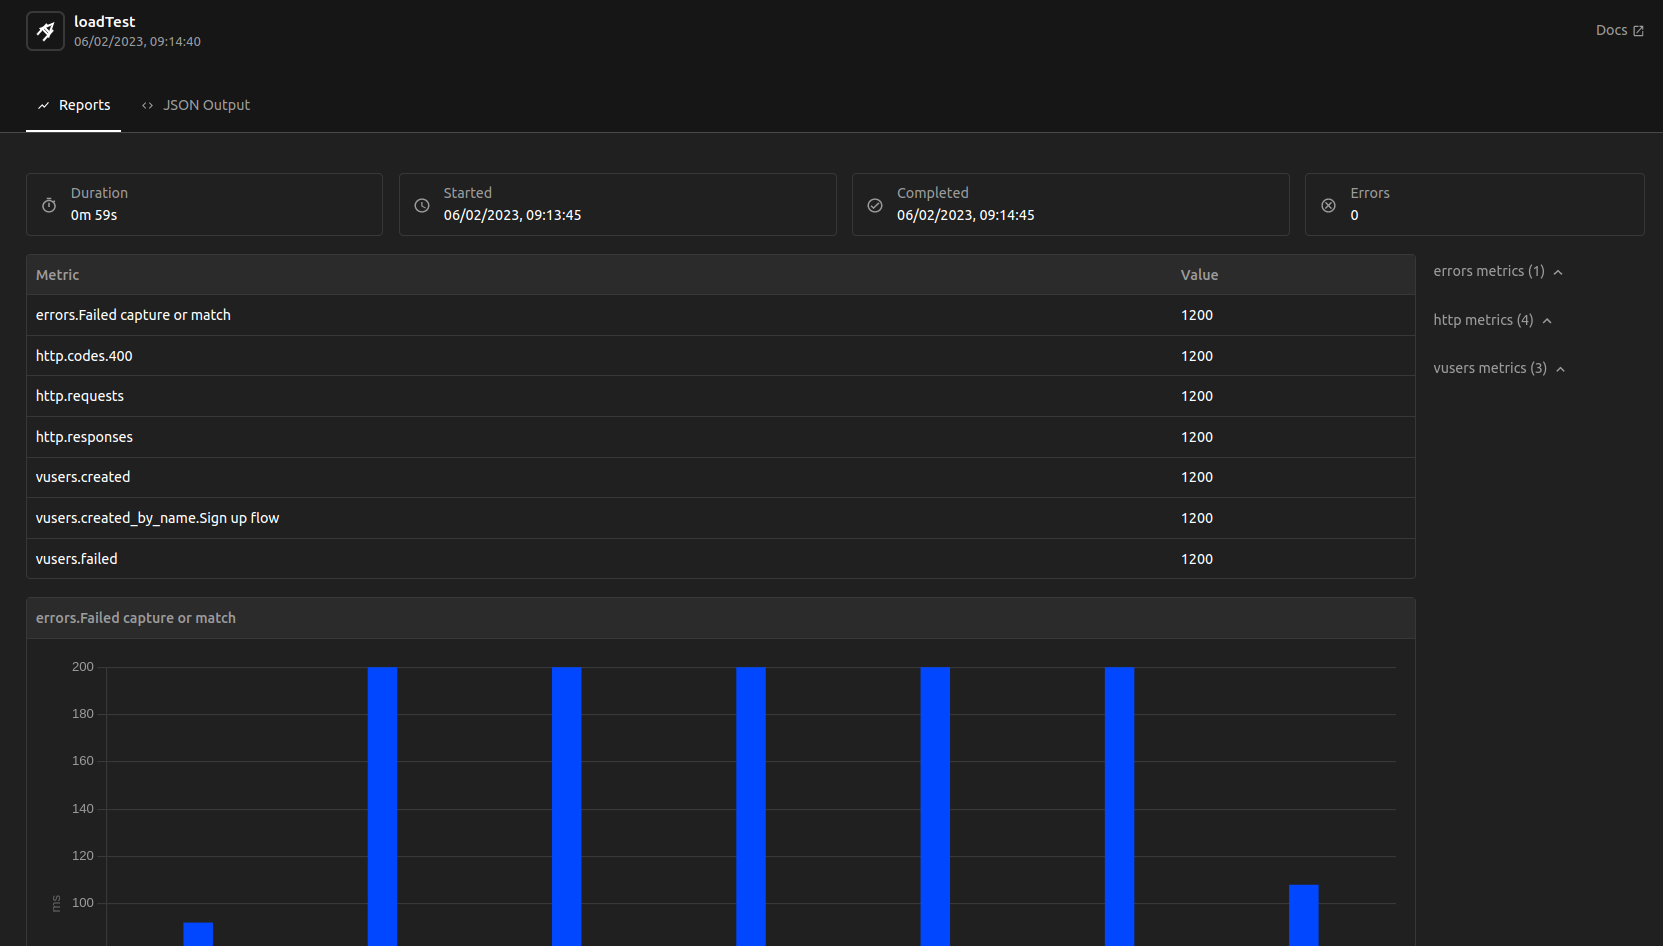 loadTest
06/02/2023, 09:14:40
Docs
Reports
JSON Output
Duration
0m 59s
Started
06/02/2023, 09:13:45
Completed
06/02/2023, 09:14:45
Errors
0
Metric Value
errors.Failed capture or match 1200
http.codes.400 1200
http.requests 1200
http.responses 1200
vusers.created 1200
vusers.created_by_name.Sign up flow 1200
vusers.failed 1200
errors metrics (1)
http metrics (4)
vusers metrics (3)
errors.Failed capture or match
200
180
160
140
120
100
ms